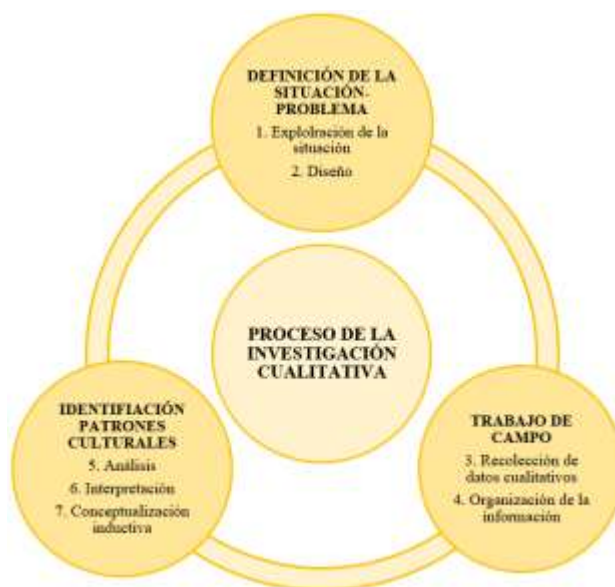 DEFINICIÓN DE LA
SITUACIÓN-
PROBLEMA
1. Explolración de la
situación
2. Diseño
PROCESO DE LA
INVESTIGACIÓN
CUALITATIVA
IDENTIFIACIÓN
PATRONES
CULTURALES
5. Análisis
6. Interpretación
7. Conceptualización
inductiva
TRABAJO DE
CAMPO
3. Recolección de
datos cualitativos
4. Organización de la
información